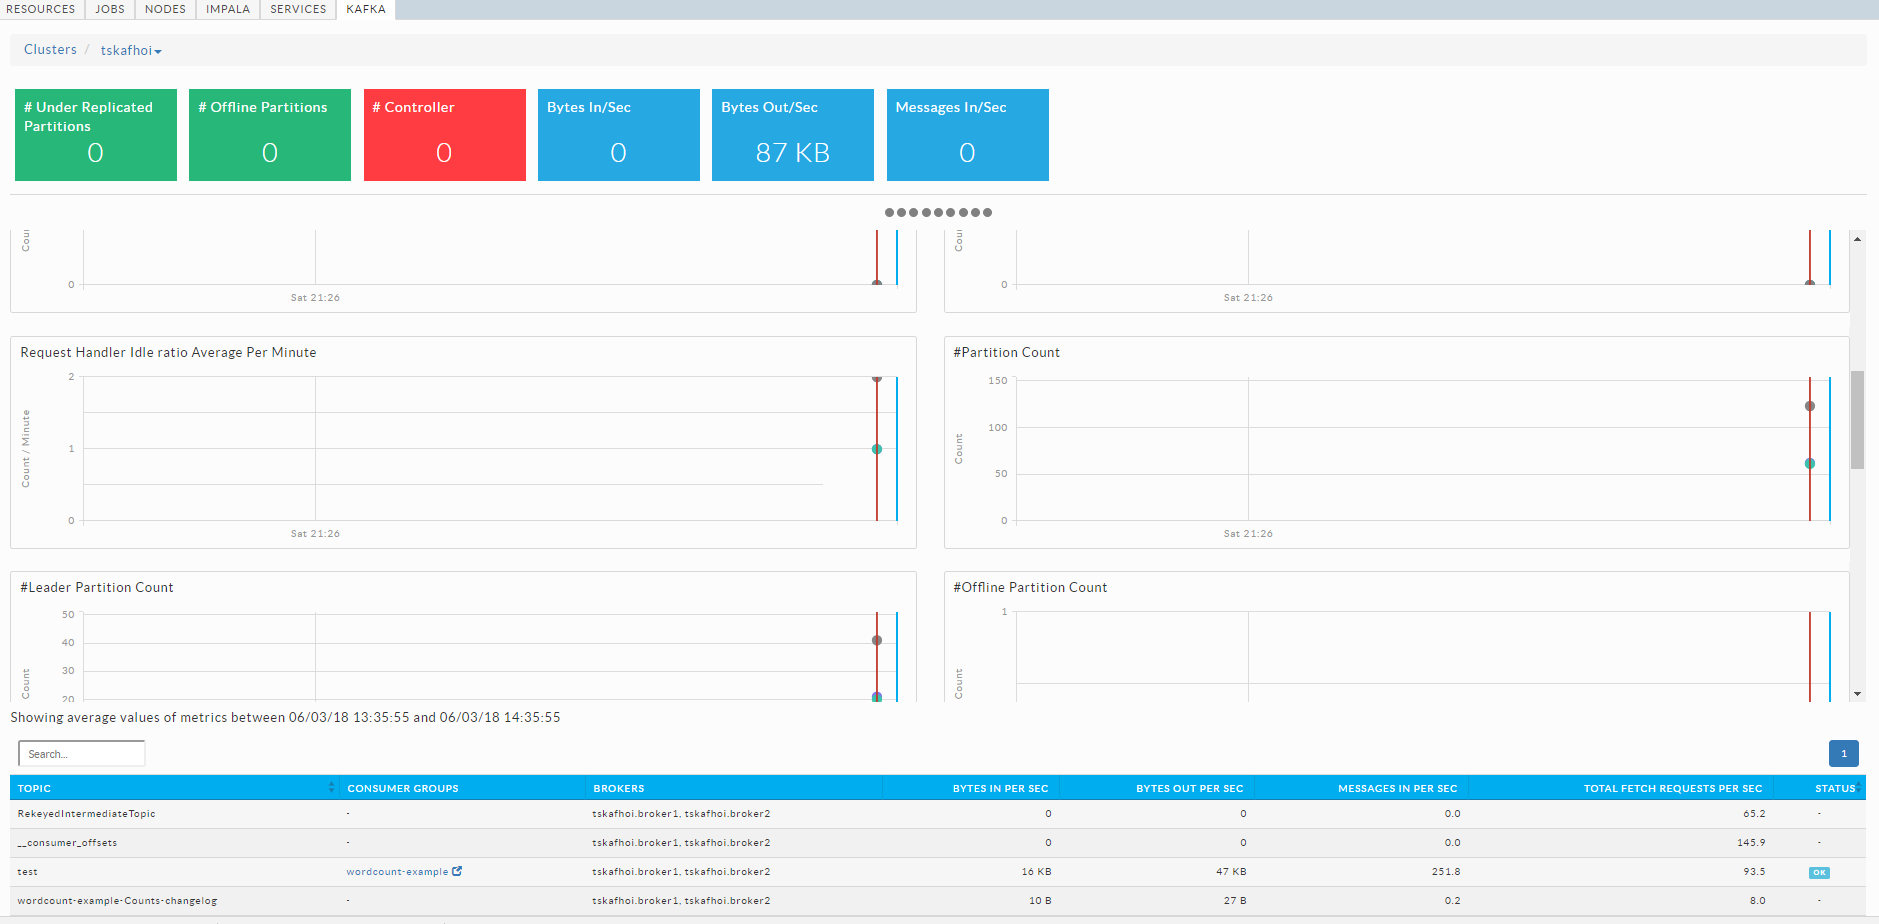 RESOURCES JOBS NODES IMPALA SERVICES KAFKA
Clusters / tskafhoi
# Under Replicated Partitions 0
# Offline Partitions 0
# Controller 0
Bytes In/Sec 0
Bytes Out/Sec 87 KB
Messages In/Sec 0
0
Sat 21:26
0
Sat 21:26
Request Handler Idle ratio Average Per Minute
Count / Minute
2
1
0
Sat 21:26
#Partition Count
Count
150
100
50
0
Sat 21:26
#Leader Partition Count
Count
50
40
30
20
#Offline Partition Count
Count
1
Showing average values of metrics between 06/03/18 13:35:55 and 06/03/18 14:35:55
Search...
1
TOPIC CONSUMER GROUPS BROKERS BYTES IN PER SEC BYTES OUT PER SEC MESSAGES IN PER SEC TOTAL FETCH REQUESTS PER SEC STATUS
RekeyedIntermediateTopic - tskafhoi.broker1, tskafhoi.broker2 0 0 0.0 65.2 -
__consumer_offsets - tskafhoi.broker1, tskafhoi.broker2 0 0 0.0 145.9 -
test wordcount-example tskafhoi.broker1, tskafhoi.broker2 16 KB 47 KB 251.8 93.5 OK
wordcount-example-Counts-changelog - tskafhoi.broker1, tskafhoi.broker2 10 B 27 B 0.2 8.0 -